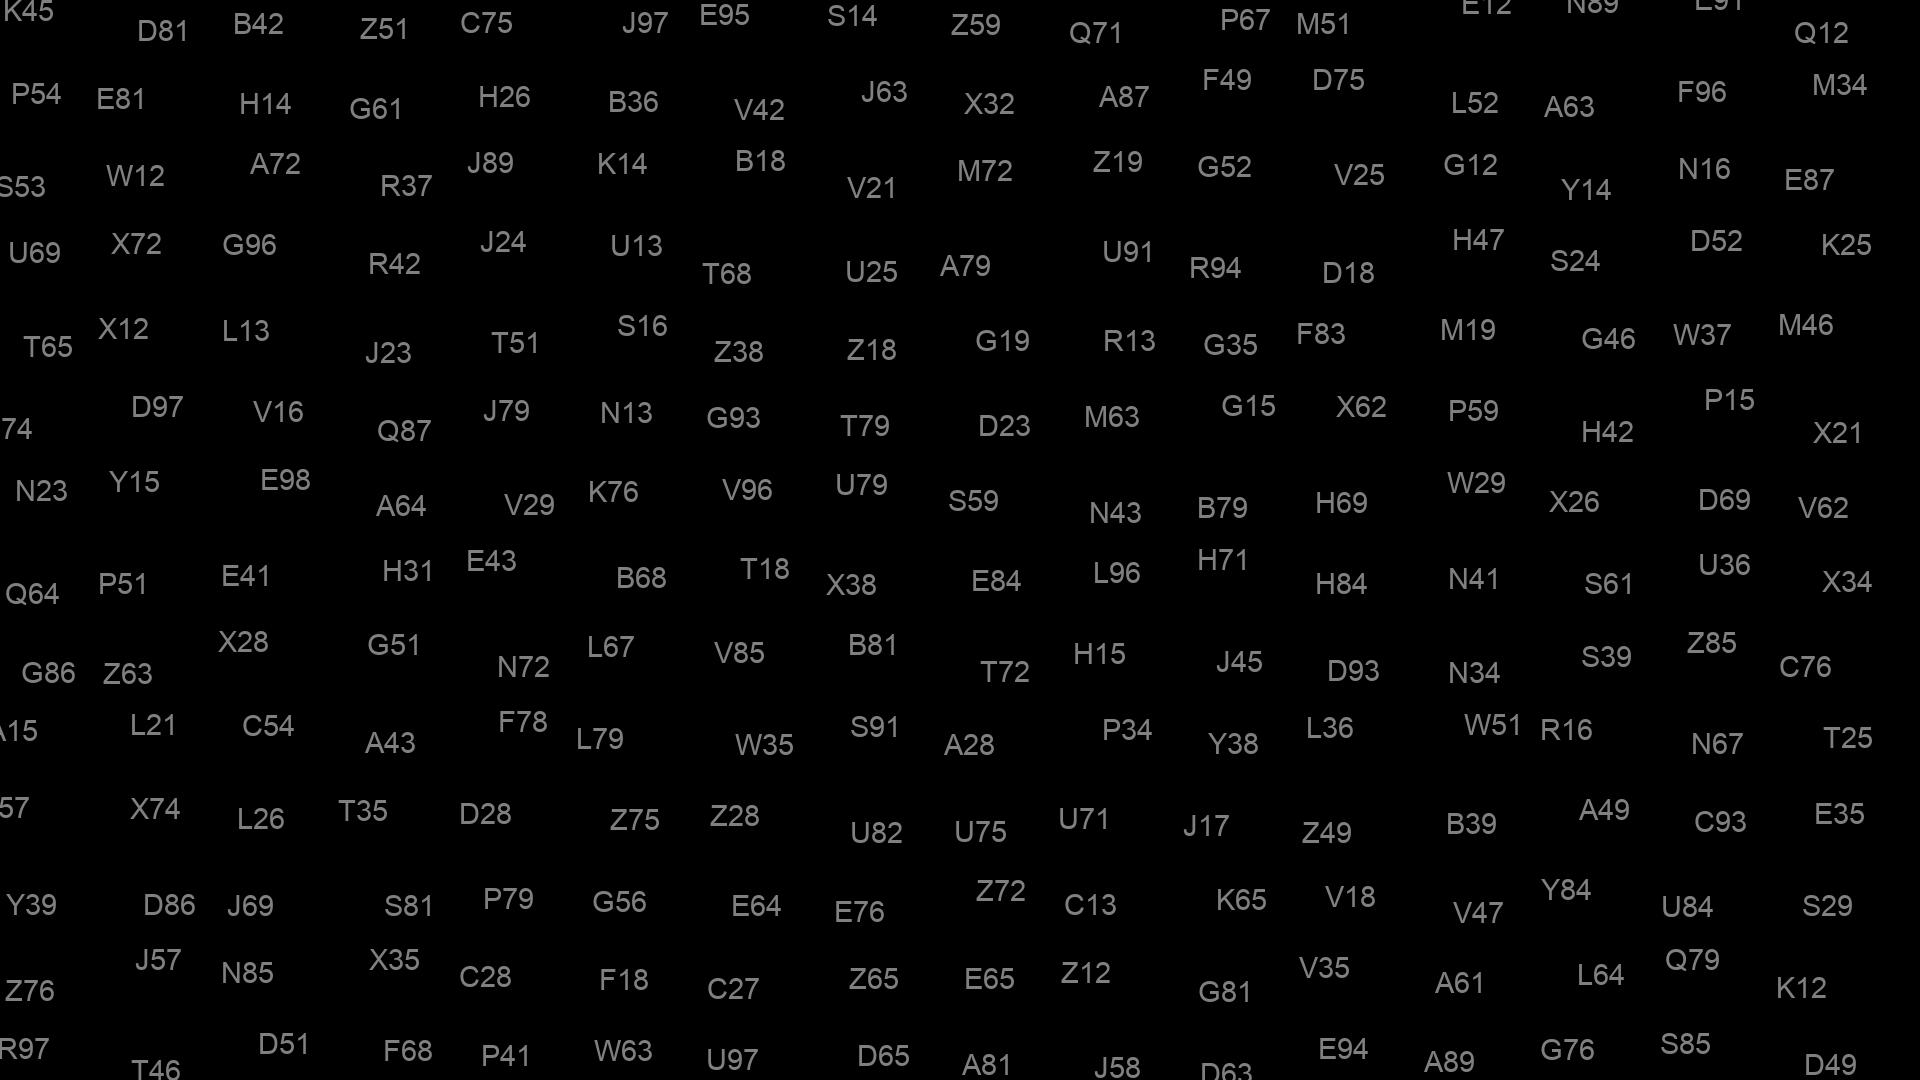 K45 D81 B42 Z51 C75 J97 E95 S14 Z59 Q71 P67 M51 E12 N89 E91 Q12
P54 E81 H14 G61 H26 B36 V42 J63 X32 A87 F49 D75 L52 A63 F96 M34
S53 W12 A72 R37 J89 K14 B18 V21 M72 Z19 G52 V25 G12 Y14 N16 E87
U69 X72 G96 R42 J24 U13 T68 U25 A79 U91 R94 D18 H47 S24 D52 K25
T65 X12 L13 J23 T51 S16 Z38 Z18 G19 R13 G35 F83 M19 G46 W37 M46
74 D97 V16 Q87 J79 N13 G93 T79 D23 M63 G15 X62 P59 H42 P15 X21
N23 Y15 E98 A64 V29 K76 V96 U79 S59 N43 B79 H69 W29 X26 D69 V62
Q64 P51 E41 H31 E43 B68 T18 X38 E84 L96 H71 H84 N41 S61 U36 X34
G86 Z63 X28 G51 N72 L67 V85 B81 T72 H15 J45 D93 N34 S39 Z85 C76
A15 L21 C54 A43 F78 L79 W35 S91 A28 P34 Y38 L36 W51 R16 N67 T25
57 X74 L26 T35 D28 Z75 Z28 U82 U75 U71 J17 Z49 B39 A49 C93 E35
Y39 D86 J69 S81 P79 G56 E64 E76 Z72 C13 K65 V18 V47 Y84 U84 S29
Z76 J57 N85 X35 C28 F18 C27 Z65 E65 Z12 G81 V35 A61 L64 Q79 K12
R97 T46 D51 F68 P41 W63 U97 D65 A81 J58 D63 E94 A89 G76 S85 D49